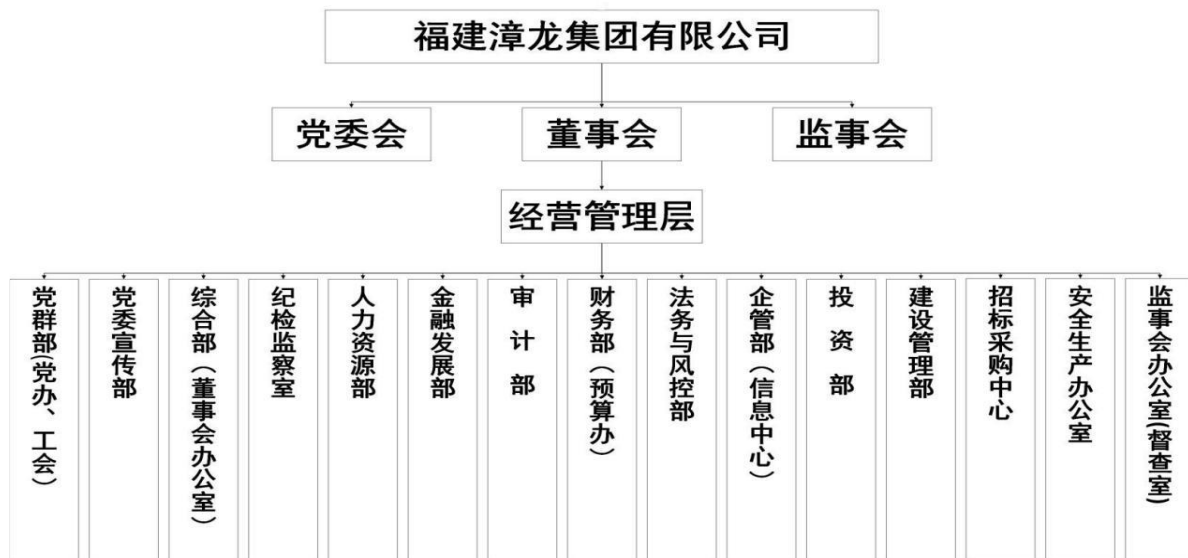 福建漳龙集团有限公司
党委会
董事会
监事会
经营管理层
党群部(党办、工会)
党委宣传部
综合部(董事会办公室)
纪检监察室
人力资源部
金融发展部
审计部
财务部(预算办)
法务与风控部
企管部(信息中心)
投资部
建设管理部
招标采购中心
安全生产办公室
监事会办公室(督查室)